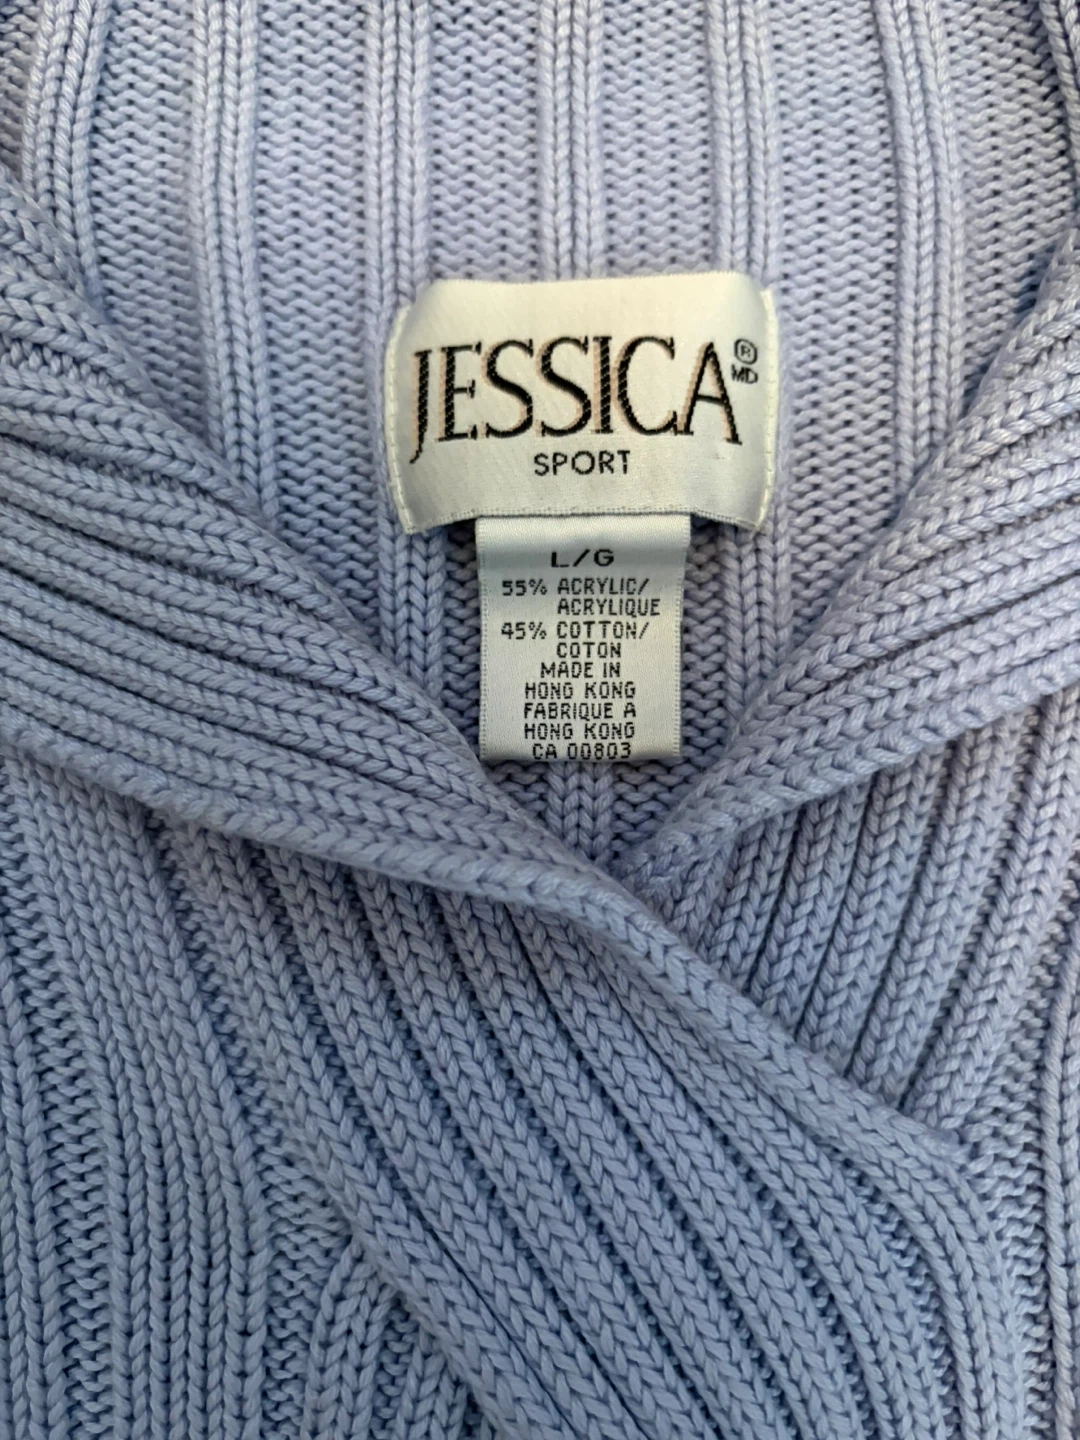 JESSICA ®
MD
SPORT
L/G
55% ACRYLIC/
ACRYLIQUE
45% COTTON/
COTON
MADE IN
HONG KONG
FABRIQUE A
HONG KONG
CA 00803